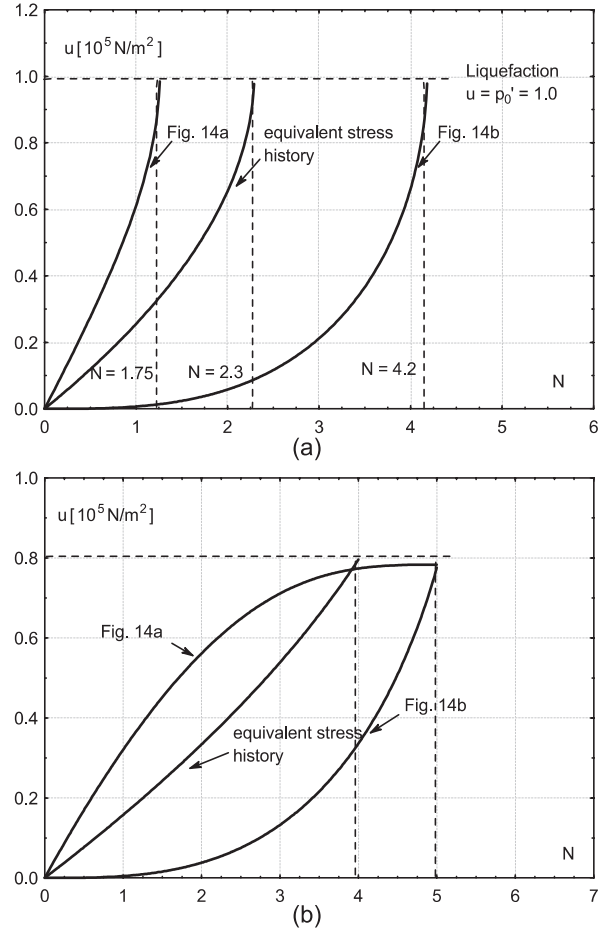 1.2
u [10⁵ N/m²]
1.0
Liquefaction
u = p₀' = 1.0
Fig. 14a
equivalent stress
history
Fig. 14b
0.8
0.6
0.4
0.2
N = 1.75
N = 2.3
N = 4.2
N
0.0
0 1 2 3 4 5 6
(a)
1.0
u [10⁵ N/m²]
0.8
Fig. 14a
0.6
equivalent stress
history
Fig. 14b
0.4
0.2
N
0.0
0 1 2 3 4 5 6 7
(b)